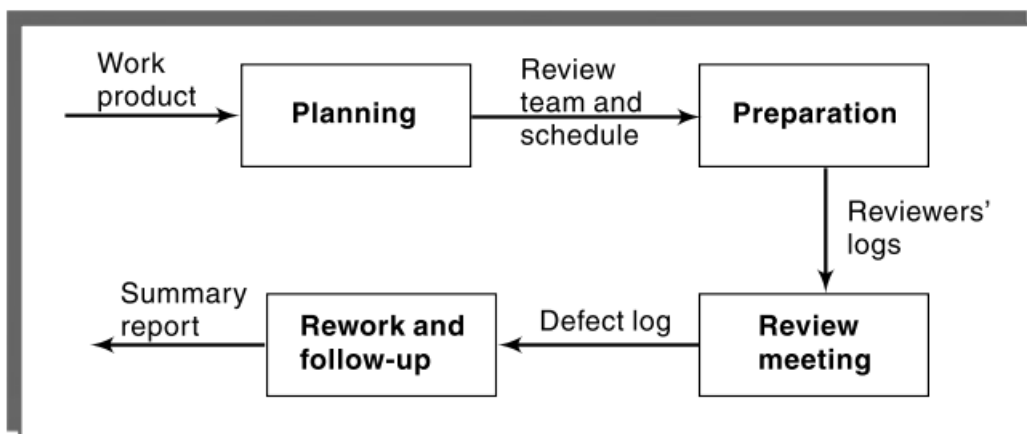 Work
product
Planning
Review
team and
schedule
Preparation
Reviewers’
logs
Review
meeting
Defect log
Rework and
follow-up
Summary
report